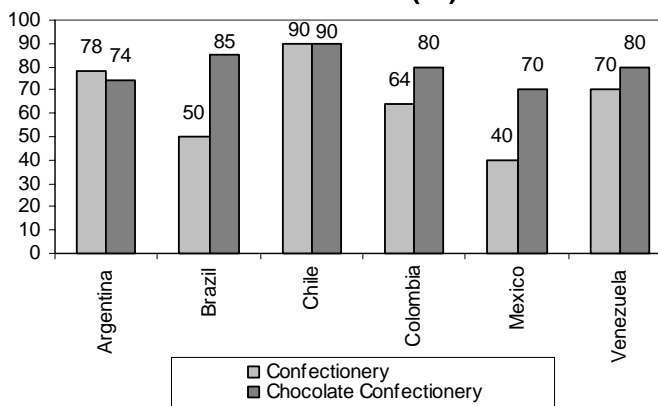 100
90
80
70
60
50
40
30
20
10
0
78 74
50 85
90 90
64 80
40 70
70 80
Argentina
Brazil
Chile
Colombia
Mexico
Venezuela
Confectionery
Chocolate Confectionery